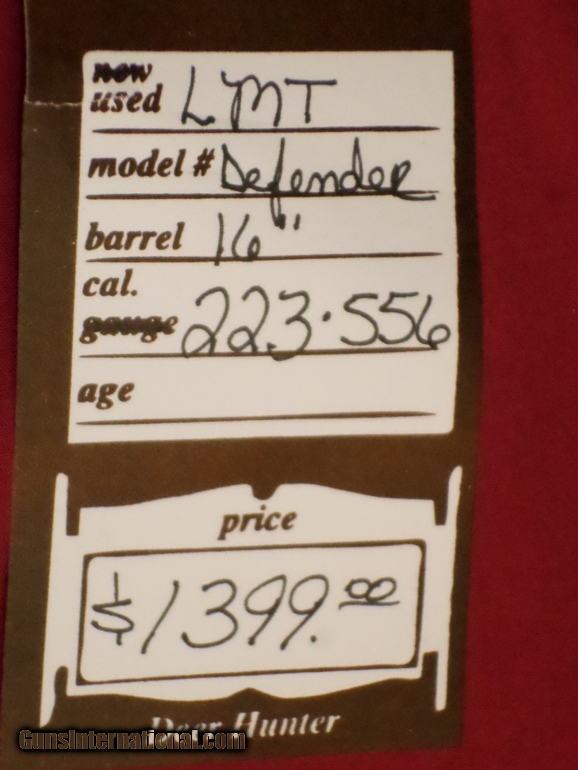 new
used LMT
model # Defender
barrel 16"
cal.
gauge 223.556
age
price
$1399.00
Deer Hunter
GunsInternational.com